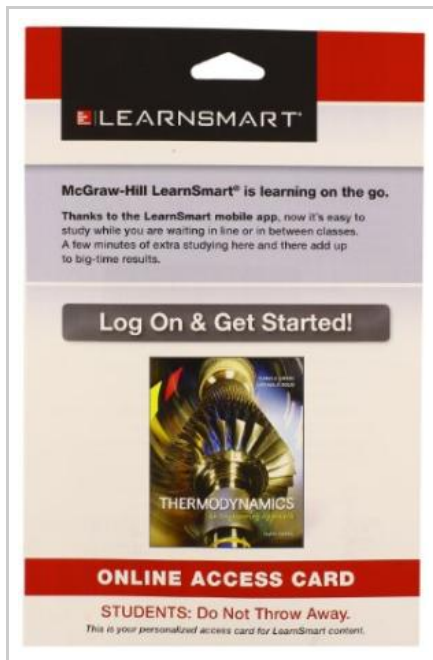 LEARNSMART®
McGraw-Hill LearnSmart® is learning on the go.
Thanks to the LearnSmart mobile app, now it's easy to
study while you are waiting in line or in between classes.
A few minutes of extra studying here and there add up
to big-time results.
Log On & Get Started!
THERMODYNAMICS
An Engineering Approach
ONLINE ACCESS CARD
STUDENTS: Do Not Throw Away.
This is your personalized access card for LearnSmart content.